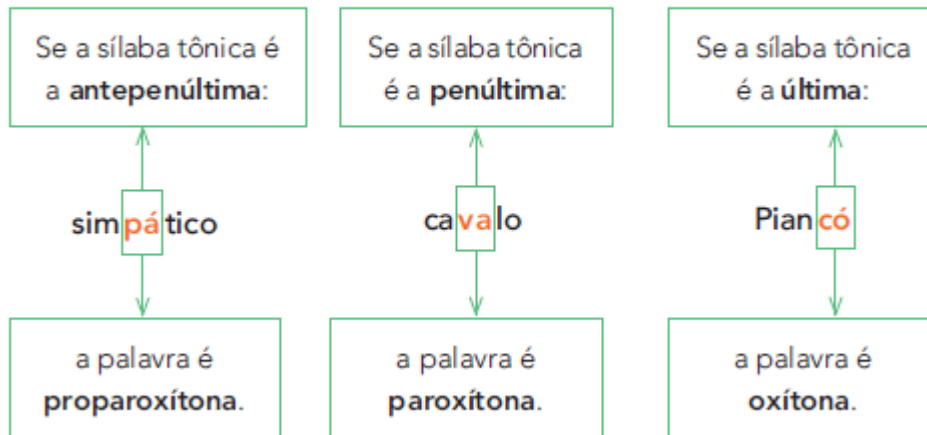 Se a sílaba tônica é
a antepenúltima:
simpático
a palavra é
proparoxítona.
Se a sílaba tônica
é a penúltima:
cavalo
a palavra é
paroxítona.
Se a sílaba tônica
é a última:
Piancó
a palavra é
oxítona.